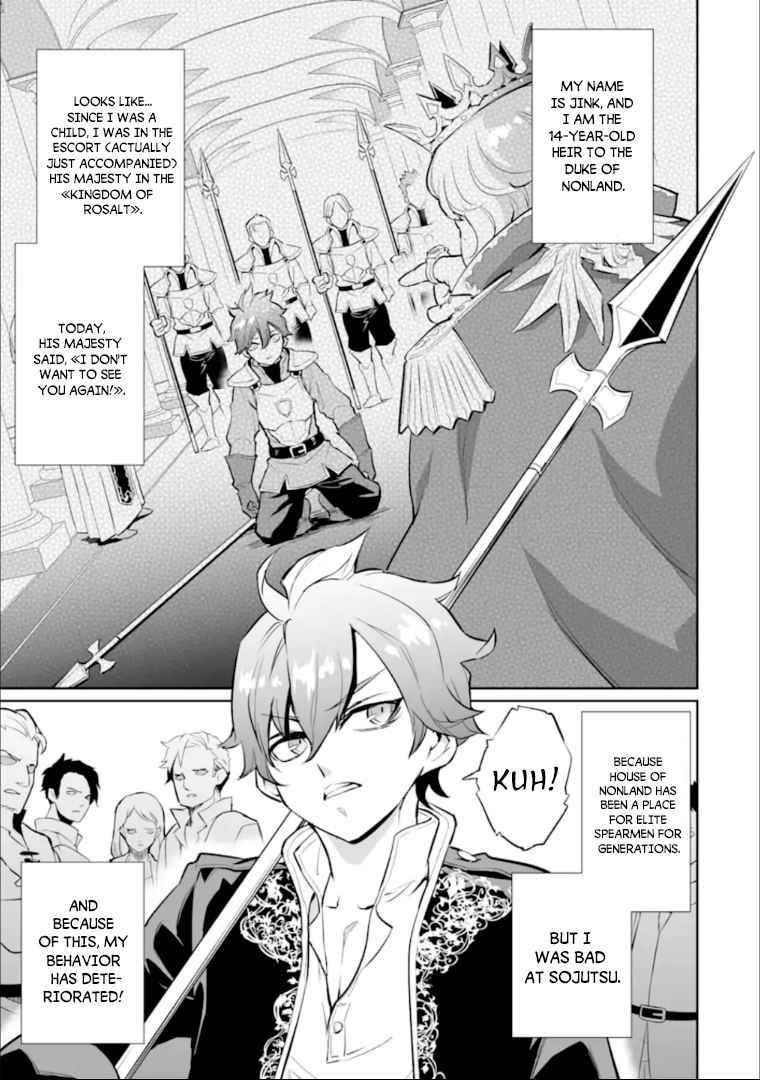 MY NAME
IS JINK, AND
I AM THE
14-YEAR-OLD
HEIR TO THE
DUKE OF
NONLAND.
LOOKS LIKE...
SINCE I WAS A
CHILD, I WAS IN THE
ESCORT (ACTUALLY
JUST ACCOMPANIED)
HIS MAJESTY IN THE
«KINGDOM OF
ROSALT».
TODAY,
HIS MAJESTY
SAID, «I DON'T
WANT TO SEE
YOU AGAIN!».
BECAUSE
HOUSE OF
NONLAND HAS
BEEN A PLACE
FOR ELITE
SPEARMEN FOR
GENERATIONS.
KUH!
BUT I
WAS BAD
AT SOJUTSU.
AND
BECAUSE
OF THIS, MY
BEHAVIOR
HAS DETE-
RIORATED!